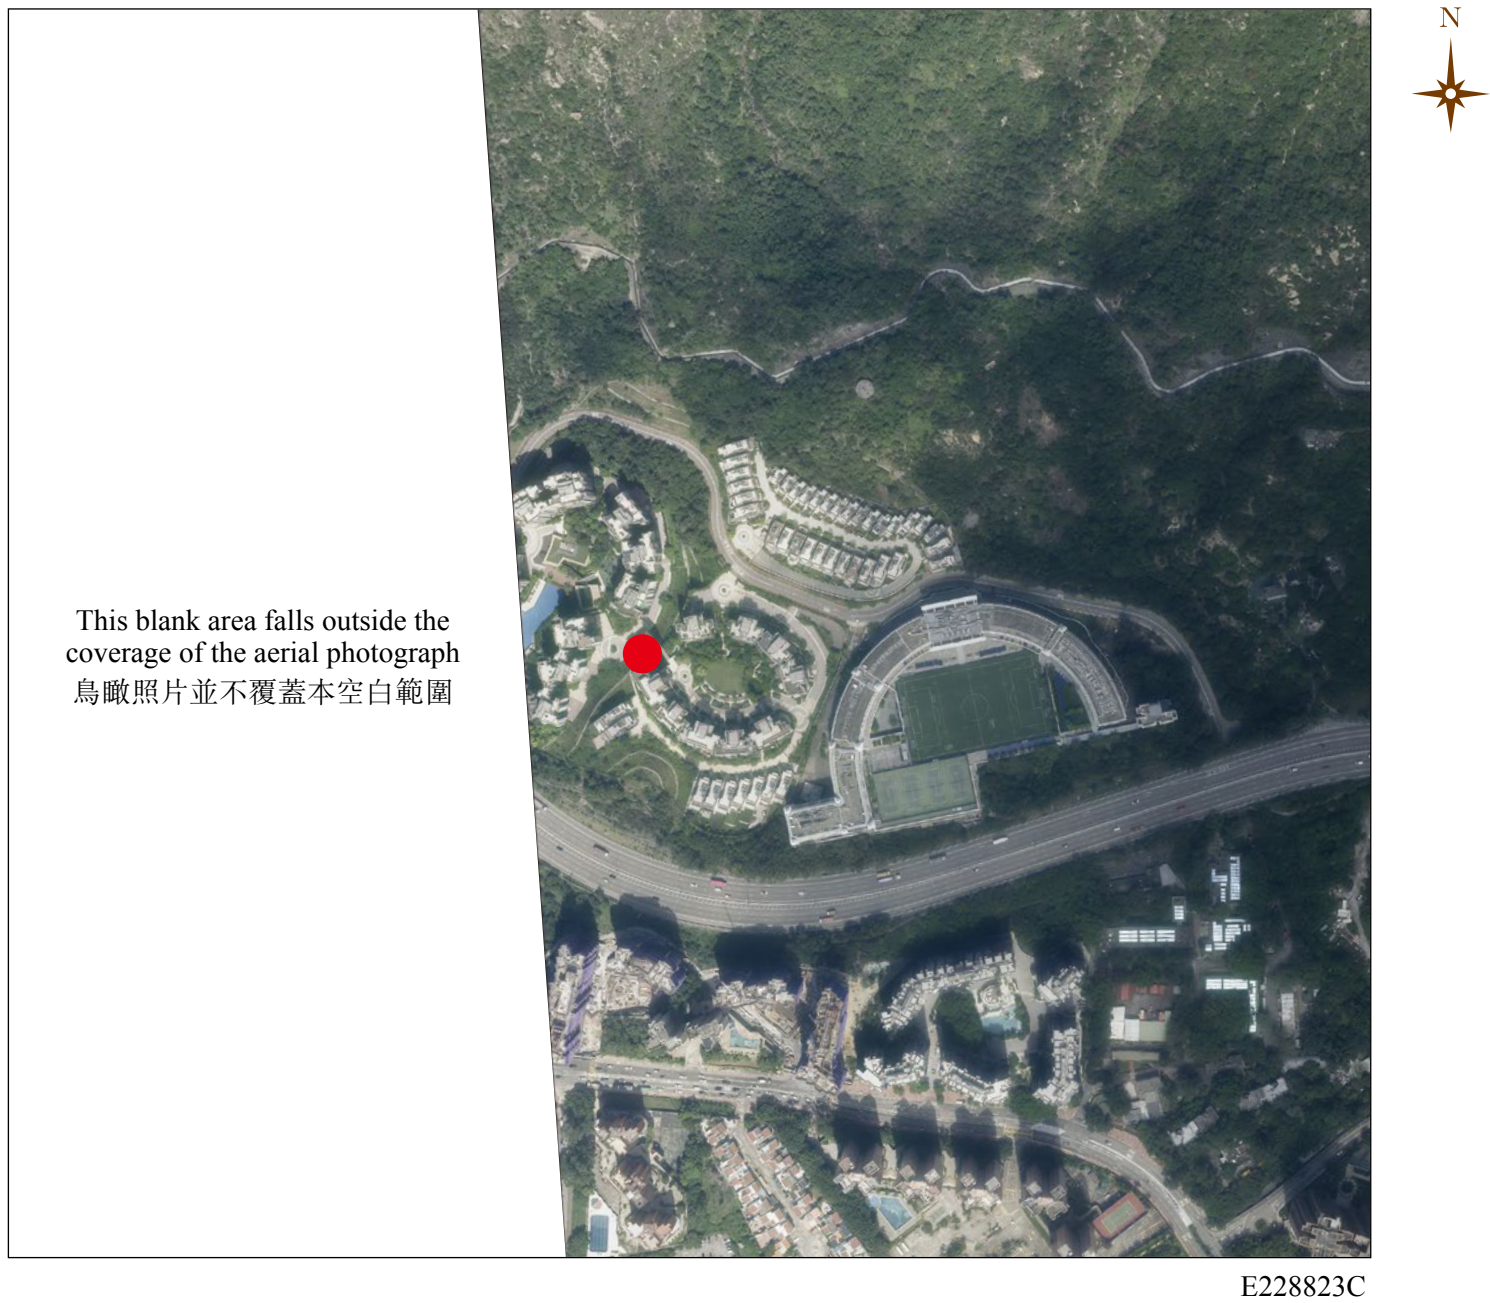 N
This blank area falls outside the
coverage of the aerial photograph
鳥瞰照片並不覆蓋本空白範圍
E228823C